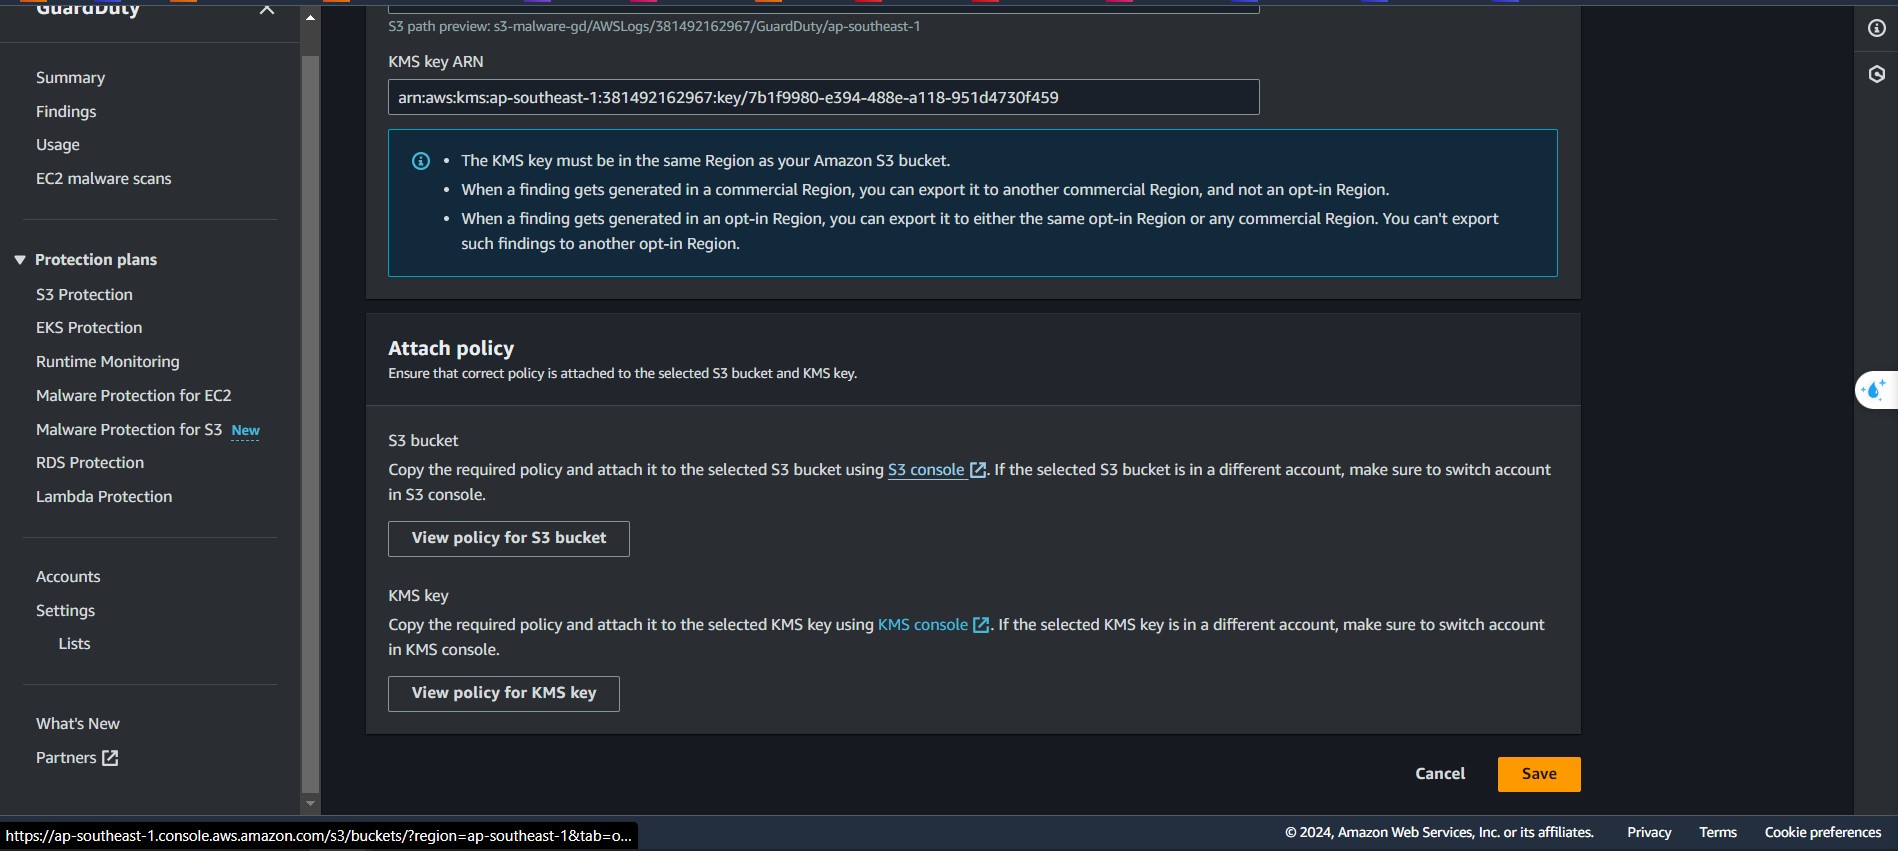 GuardDuty
Summary
Findings
Usage
EC2 malware scans
Protection plans
S3 Protection
EKS Protection
Runtime Monitoring
Malware Protection for EC2
Malware Protection for S3 New
RDS Protection
Lambda Protection
Accounts
Settings
Lists
What's New
Partners
S3 path preview: s3-malware-gd/AWSLogs/381492162967/GuardDuty/ap-southeast-1
KMS key ARN
arn:aws:kms:ap-southeast-1:381492162967:key/7b1f9980-e394-488e-a118-951d4730f459
• The KMS key must be in the same Region as your Amazon S3 bucket.
• When a finding gets generated in a commercial Region, you can export it to another commercial Region, and not an opt-in Region.
• When a finding gets generated in an opt-in Region, you can export it to either the same opt-in Region or any commercial Region. You can't export
such findings to another opt-in Region.
Attach policy
Ensure that correct policy is attached to the selected S3 bucket and KMS key.
S3 bucket
Copy the required policy and attach it to the selected S3 bucket using S3 console. If the selected S3 bucket is in a different account, make sure to switch account
in S3 console.
View policy for S3 bucket
KMS key
Copy the required policy and attach it to the selected KMS key using KMS console. If the selected KMS key is in a different account, make sure to switch account
in KMS console.
View policy for KMS key
Cancel Save
https://ap-southeast-1.console.aws.amazon.com/s3/buckets/?region=ap-southeast-1&tab=o...
© 2024, Amazon Web Services, Inc. or its affiliates. Privacy Terms Cookie preferences